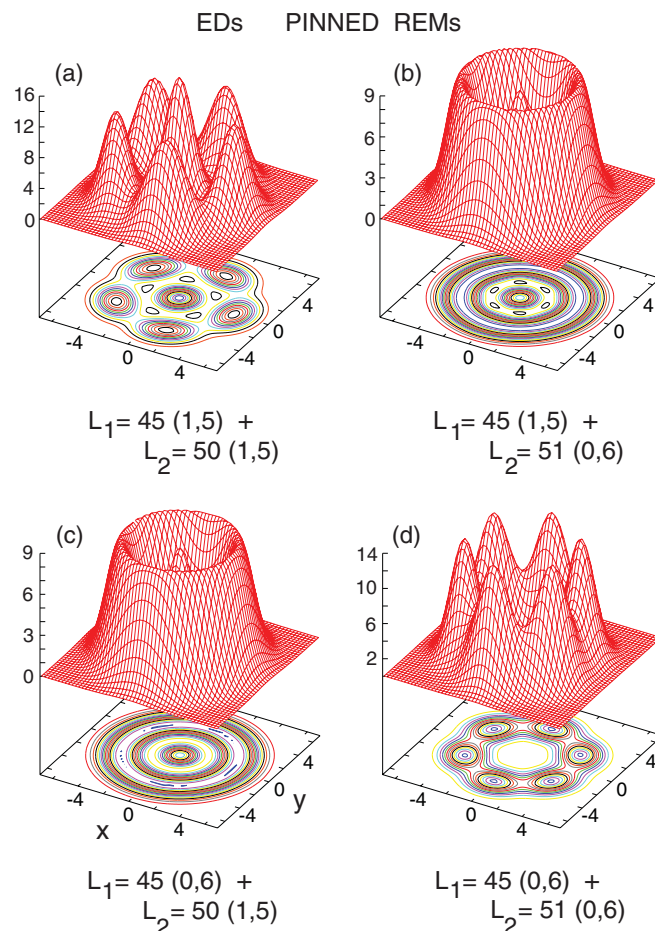 EDs PINNED REMs
(a)
16
12
8
4
0
-4
0
4
-4
0
4
L1= 45 (1,5) +
L2= 50 (1,5)
(b)
9
6
3
0
-4
0
4
-4
0
4
L1= 45 (1,5) +
L2= 51 (0,6)
(c)
9
6
3
0
-4
0
4
x
-4
0
4
y
L1= 45 (0,6) +
L2= 50 (1,5)
(d)
14
10
8
6
2
-4
0
4
-4
0
4
L1= 45 (0,6) +
L2= 51 (0,6)